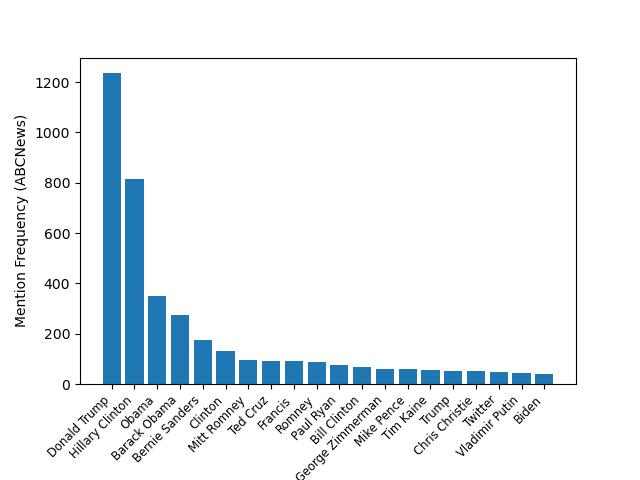 Mention Frequency (ABCNews)
1200
1000
800
600
400
200
0
Donald Trump
Hillary Clinton
Obama
Barack Obama
Bernie Sanders
Clinton
Mitt Romney
Ted Cruz
Francis
Romney
Paul Ryan
Bill Clinton
George Zimmerman
Mike Pence
Tim Kaine
Trump
Chris Christie
Twitter
Vladimir Putin
Biden